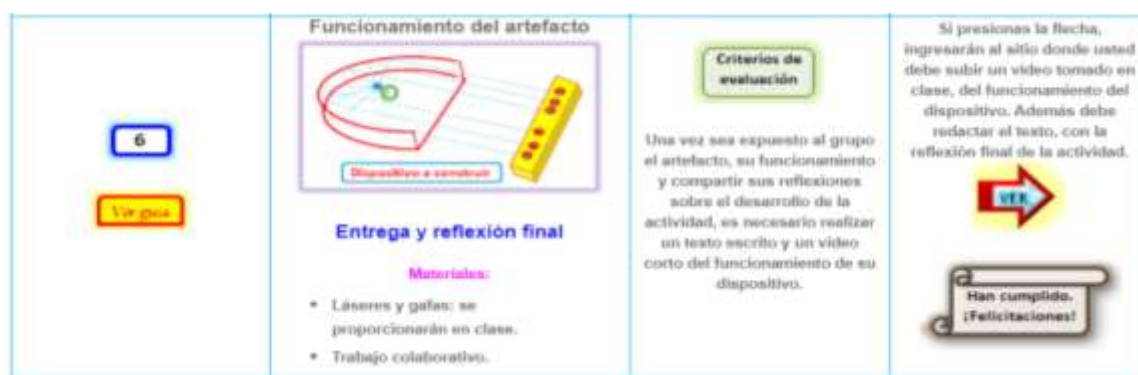 6
Ver guía
Funcionamiento del artefacto
Dispositivo a construir
Entrega y reflexión final
Materiales:
• Láseres y gafas: se
proporcionarán en clase.
• Trabajo colaborativo.
Criterios de
evaluación
Una vez sea expuesto al grupo
el artefacto, su funcionamiento
y compartir sus reflexiones
sobre el desarrollo de la
actividad, es necesario realizar
un texto escrito y un video
corto del funcionamiento de su
dispositivo.
Si presionas la flecha,
ingresarán al sitio donde usted
debe subir un video tomado en
clase, del funcionamiento del
dispositivo. Además debe
redactar el texto, con la
reflexión final de la actividad.
VER
Han cumplido.
¡Felicitaciones!